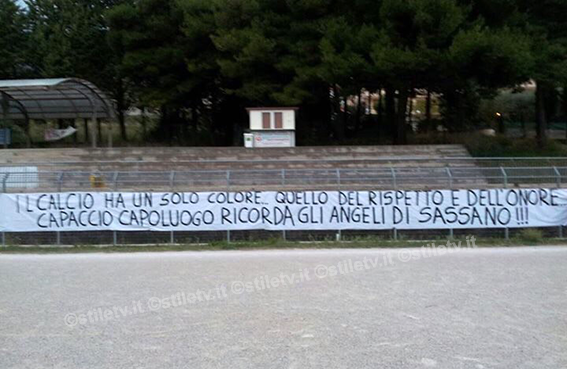 IL CALCIO HA UN SOLO COLORE.. QUELLO DEL RISPETTO E DELL'ONORE
CAPACCIO CAPOLUOGO RICORDA GLI ANGELI DI SASSANO !!!
©stiletv.it ©stiletv.it ©stiletv.it ©stiletv.it ©stiletv.it